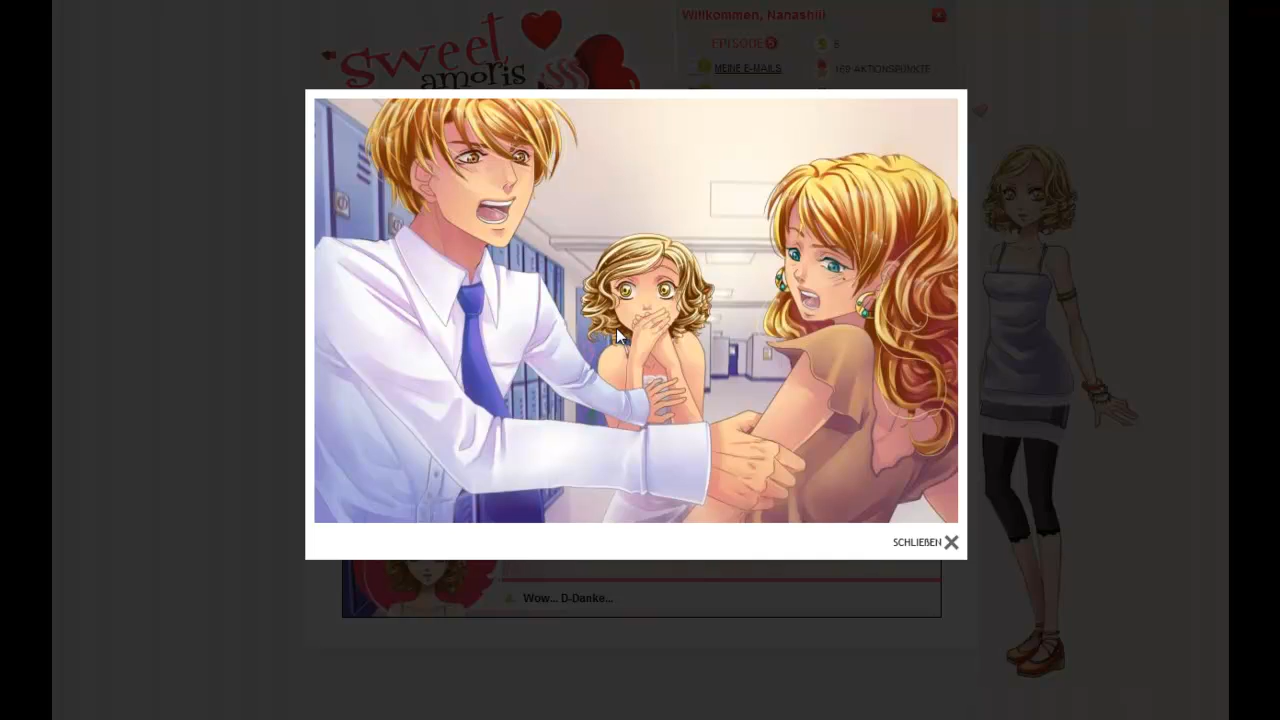 Sweet
amoris
Willkommen, Nanashii!
EPISODE 5
MEINE E-MAILS
AKTIONSPUNKTE
SCHLIEßEN
Wow... D-Danke...